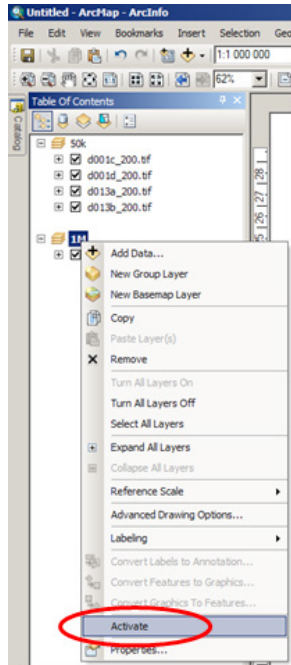 Untitled - ArcMap - ArcInfo
File Edit View Bookmarks Insert Selection Geo
1:1 000 000
62%
Table Of Contents
Catalog
50k
d001c_200.tif
d001d_200.tif
d013a_200.tif
d013b_200.tif
28
27
26
1M
Add Data...
New Group Layer
New Basemap Layer
Copy
Paste Layer(s)
Remove
Turn All Layers On
Turn All Layers Off
Select All Layers
Expand All Layers
Collapse All Layers
Reference Scale
Advanced Drawing Options...
Labeling
Convert Labels to Annotation...
Convert Features to Graphics...
Convert Graphics To Features...
Activate
Properties...